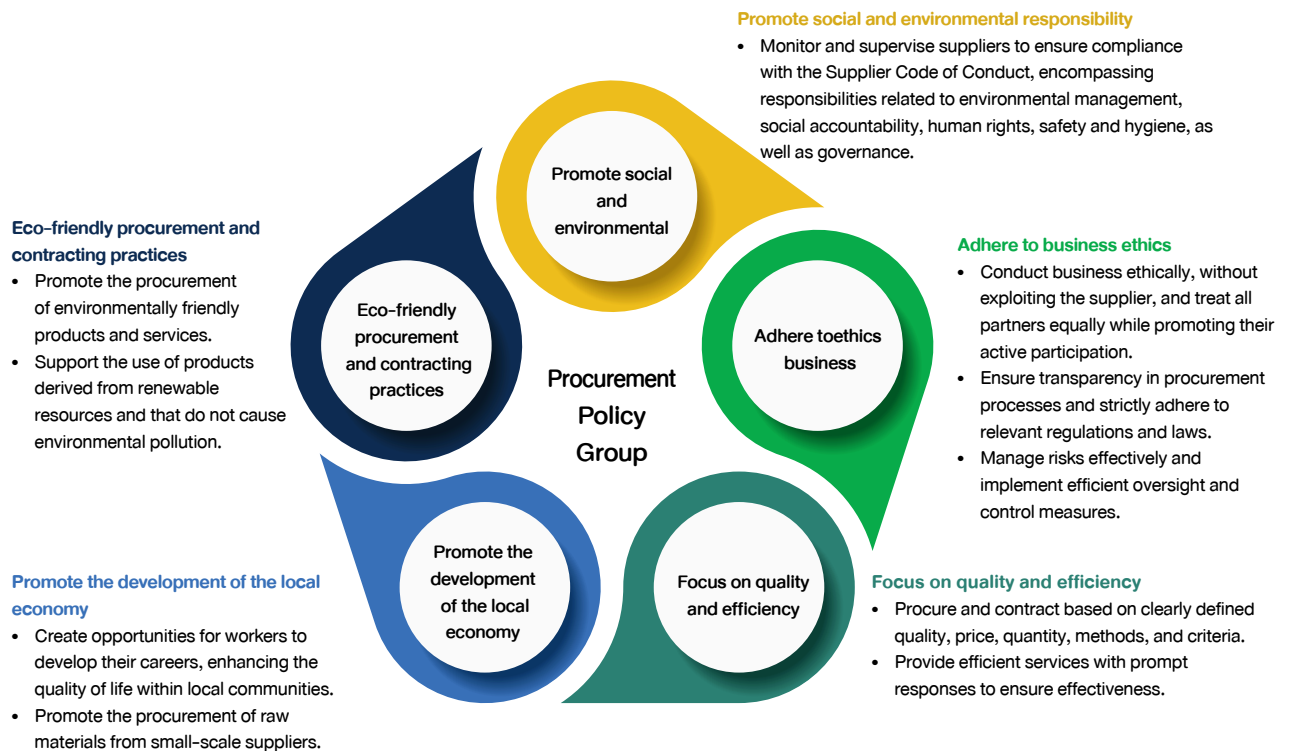 Promote social and environmental responsibility
• Monitor and supervise suppliers to ensure compliance
with the Supplier Code of Conduct, encompassing
responsibilities related to environmental management,
social accountability, human rights, safety and hygiene, as
well as governance.
Promote social
and
environmental
Eco-friendly procurement and
contracting practices
• Promote the procurement
of environmentally friendly
products and services.
• Support the use of products
derived from renewable
resources and that do not cause
environmental pollution.
Eco-friendly
procurement
and contracting
practices
Adhere toethics
business
Adhere to business ethics
• Conduct business ethically, without
exploiting the supplier, and treat all
partners equally while promoting their
active participation.
• Ensure transparency in procurement
processes and strictly adhere to
relevant regulations and laws.
• Manage risks effectively and
implement efficient oversight and
control measures.
Procurement
Policy
Group
Promote the development of the local
economy
• Create opportunities for workers to
develop their careers, enhancing the
quality of life within local communities.
• Promote the procurement of raw
materials from small-scale suppliers.
Promote the
development
of the local
economy
Focus on quality
and efficiency
Focus on quality and efficiency
• Procure and contract based on clearly defined
quality, price, quantity, methods, and criteria.
• Provide efficient services with prompt
responses to ensure effectiveness.